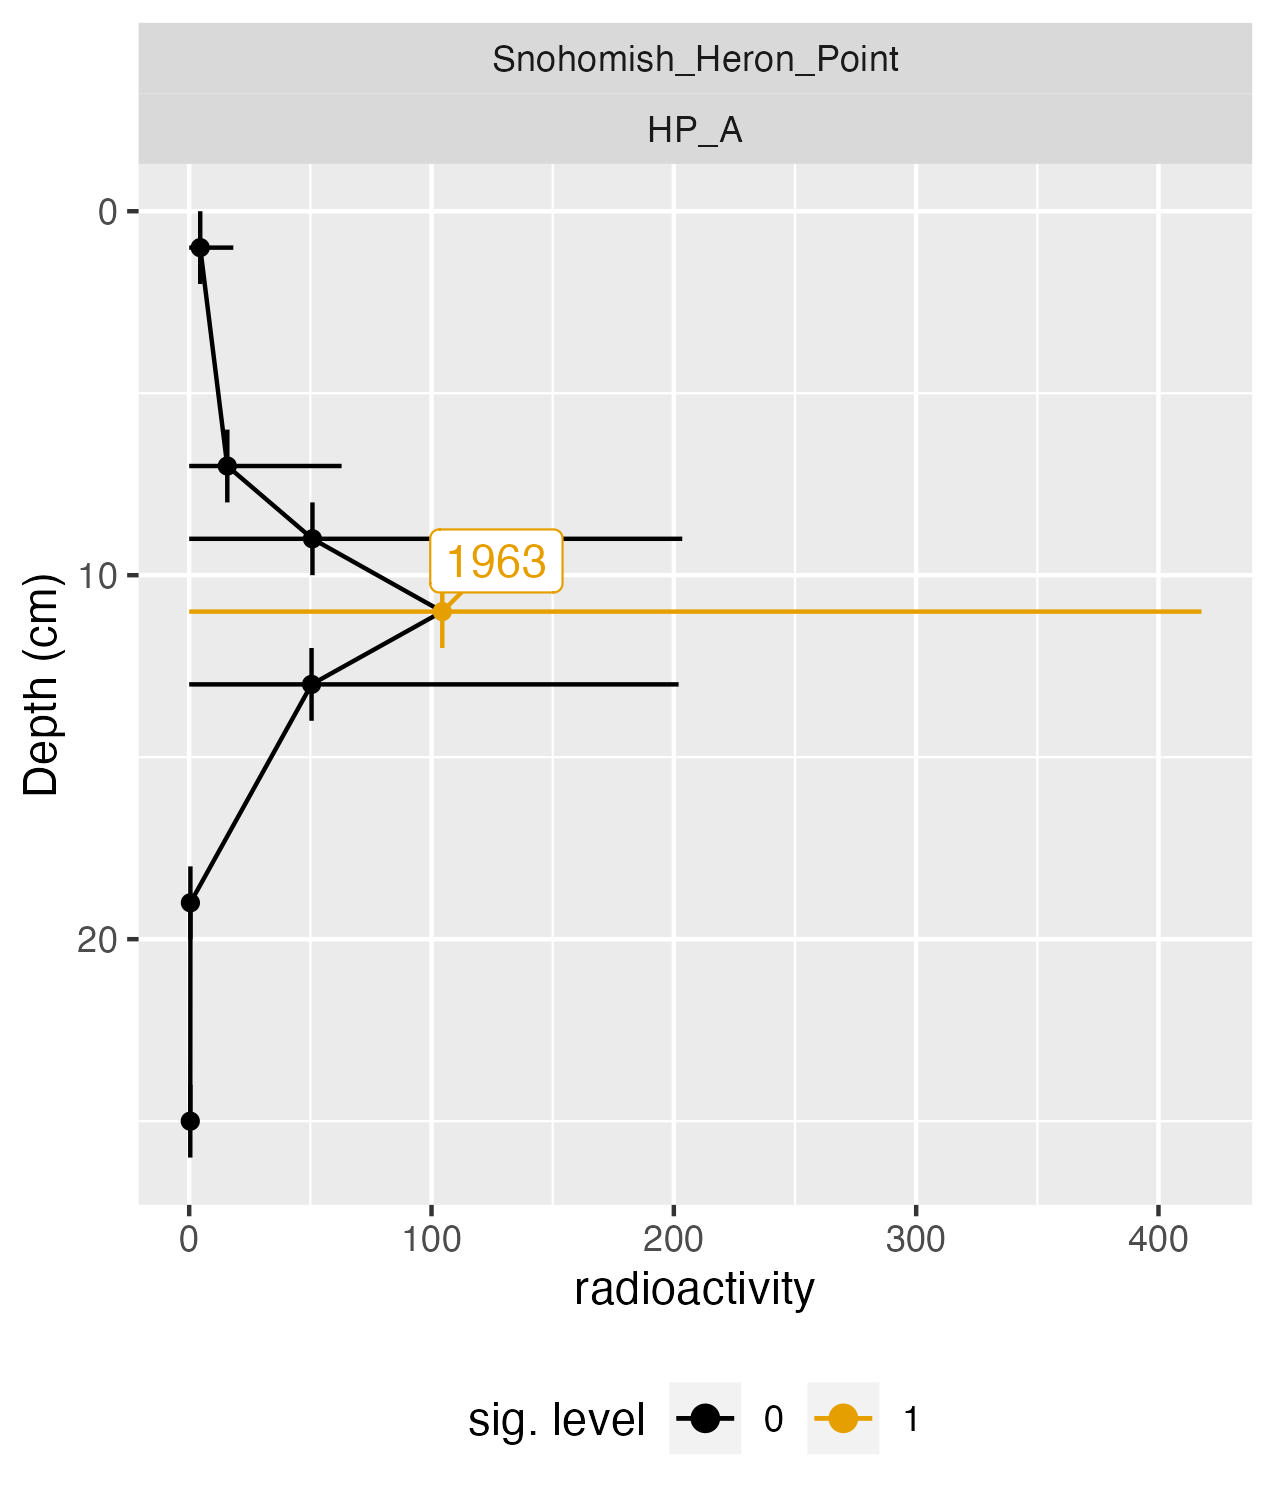 Snohomish_Heron_Point
HP_A
0
10
20
Depth (cm)
1963
0 100 200 300 400
radioactivity
sig. level 0 1